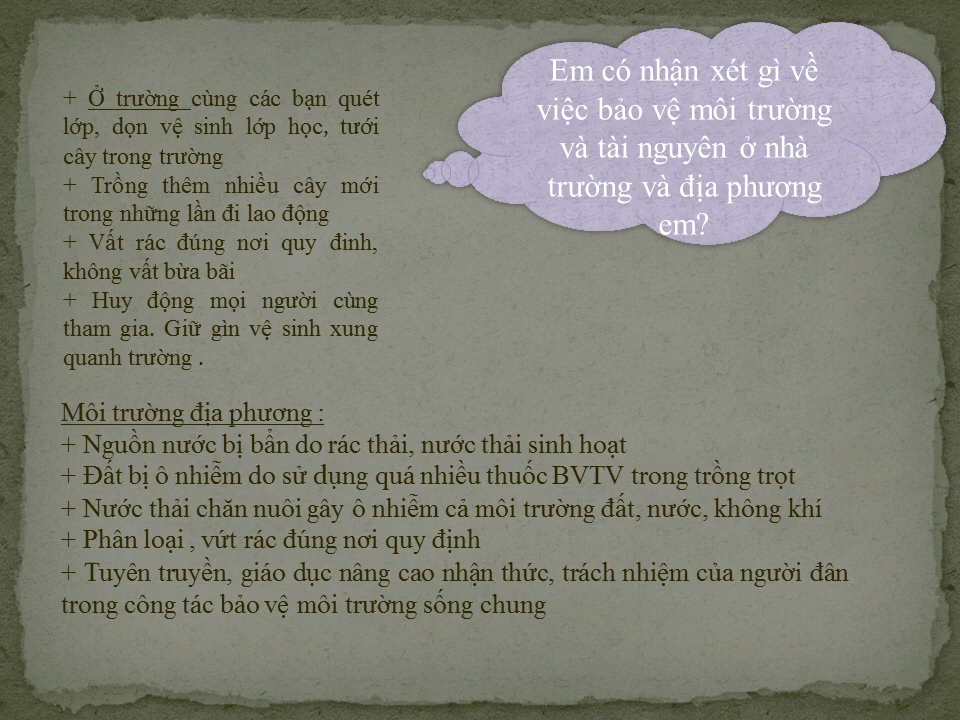 Em có nhận xét gì về
việc bảo vệ môi trường
và tài nguyên ở nhà
trường và địa phương
em?
+ Ở trường cùng các bạn quét
lớp, dọn vệ sinh lớp học, tưới
cây trong trường
+ Trồng thêm nhiều cây mới
trong những lần đi lao động
+ Vất rác đúng nơi quy đinh,
không vất bừa bãi
+ Huy động mọi người cùng
tham gia. Giữ gìn vệ sinh xung
quanh trường .
Môi trường địa phương :
+ Nguồn nước bị bẩn do rác thải, nước thải sinh hoạt
+ Đất bị ô nhiễm do sử dụng quá nhiều thuốc BVTV trong trồng trọt
+ Nước thải chăn nuôi gây ô nhiễm cả môi trường đất, nước, không khí
+ Phân loại , vứt rác đúng nơi quy định
+ Tuyên truyền, giáo dục nâng cao nhận thức, trách nhiệm của người đân
trong công tác bảo vệ môi trường sống chung